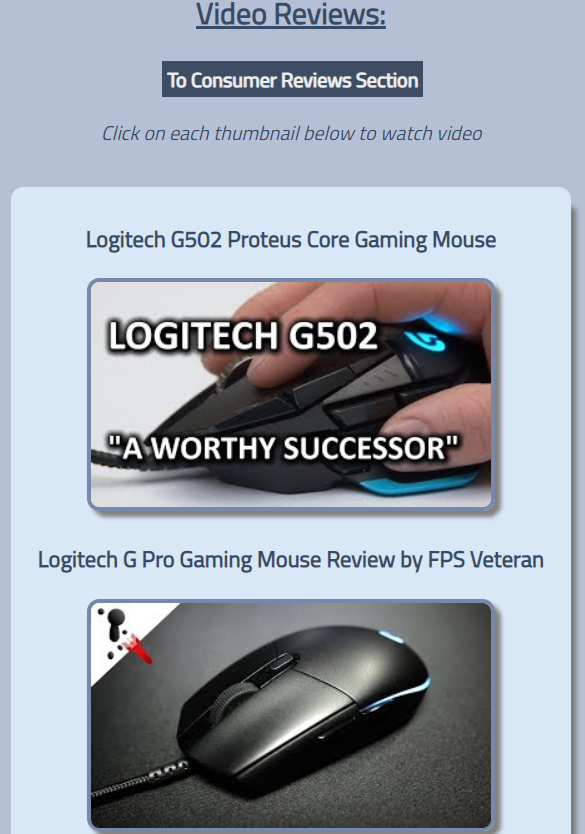 Video Reviews:
To Consumer Reviews Section
Click on each thumbnail below to watch video
Logitech G502 Proteus Core Gaming Mouse
LOGITECH G502
"A WORTHY SUCCESSOR"
Logitech G Pro Gaming Mouse Review by FPS Veteran